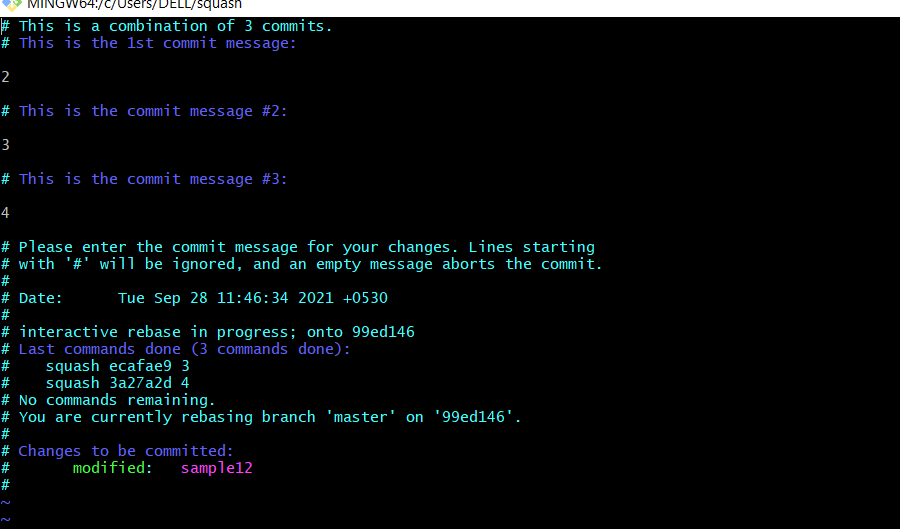 MINGW64:/c/Users/DELL/squash
# This is a combination of 3 commits.
# This is the 1st commit message:
2
# This is the commit message #2:
3
# This is the commit message #3:
4
# Please enter the commit message for your changes. Lines starting
# with '#' will be ignored, and an empty message aborts the commit.
#
# Date:      Tue Sep 28 11:46:34 2021 +0530
#
# interactive rebase in progress; onto 99ed146
# Last commands done (3 commands done):
#    squash ecafae9 3
#    squash 3a27a2d 4
# No commands remaining.
# You are currently rebasing branch 'master' on '99ed146'.
#
# Changes to be committed:
#       modified:   sample12
#
~
~